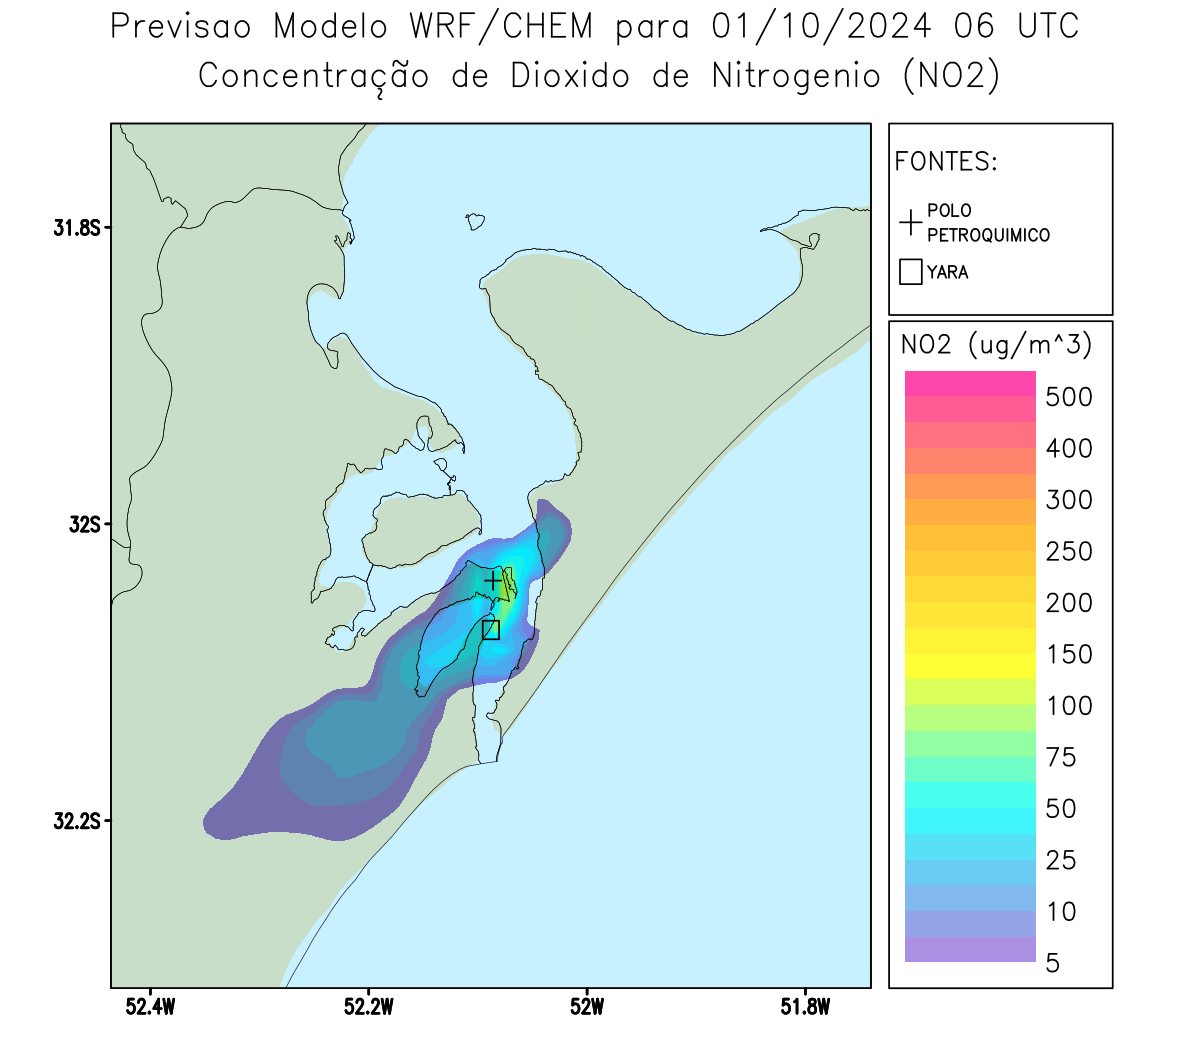 Previsao Modelo WRF/CHEM para 01/10/2024 06 UTC
Concentração de Dioxido de Nitrogenio (NO2)
FONTES:
POLO
PETROQUIMICO
YARA
31.8S
32S
32.2S
52.4W
52.2W
52W
51.8W
NO2 (ug/m^3)
500
400
300
250
200
150
100
75
50
25
10
5